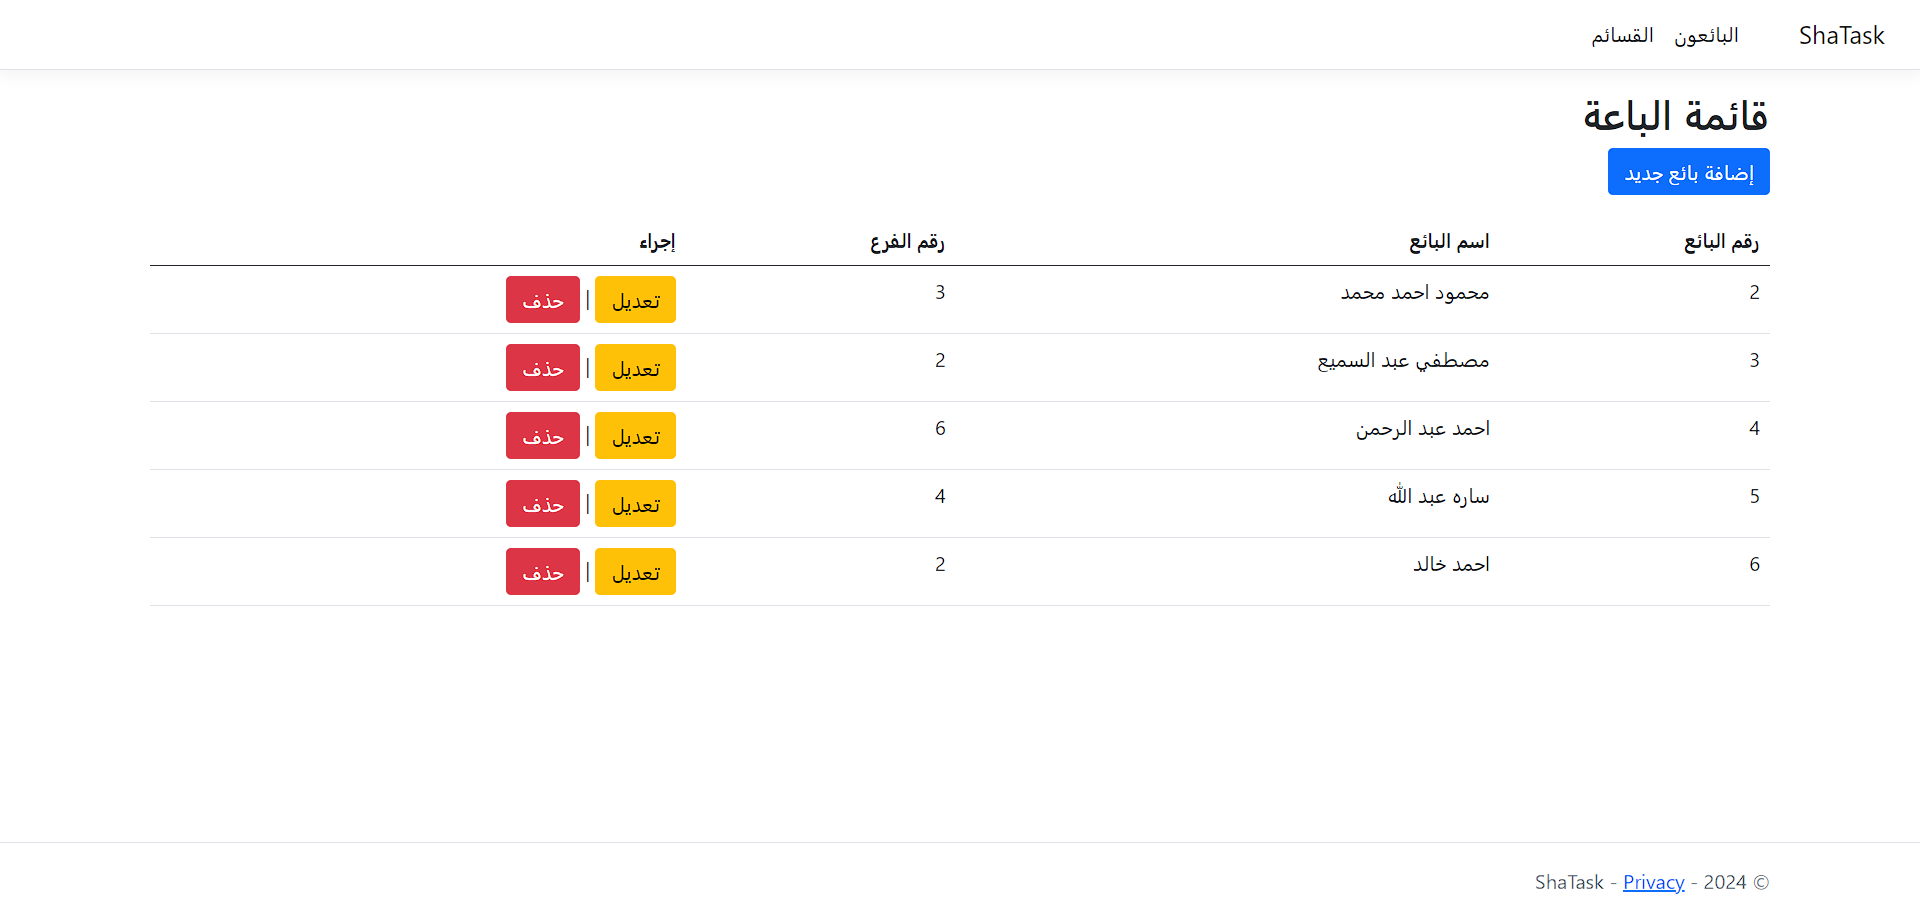 ShaTask البائعون القسائم
قائمة الباعة
إضافة بائع جديد
رقم البائع اسم البائع رقم الفرع إجراء
2 محمود احمد محمد 3 تعديل | حذف
3 مصطفي عبد السميع 2 تعديل | حذف
4 احمد عبد الرحمن 6 تعديل | حذف
5 ساره عبد الله 4 تعديل | حذف
6 احمد خالد 2 تعديل | حذف
© 2024 - ShaTask - Privacy